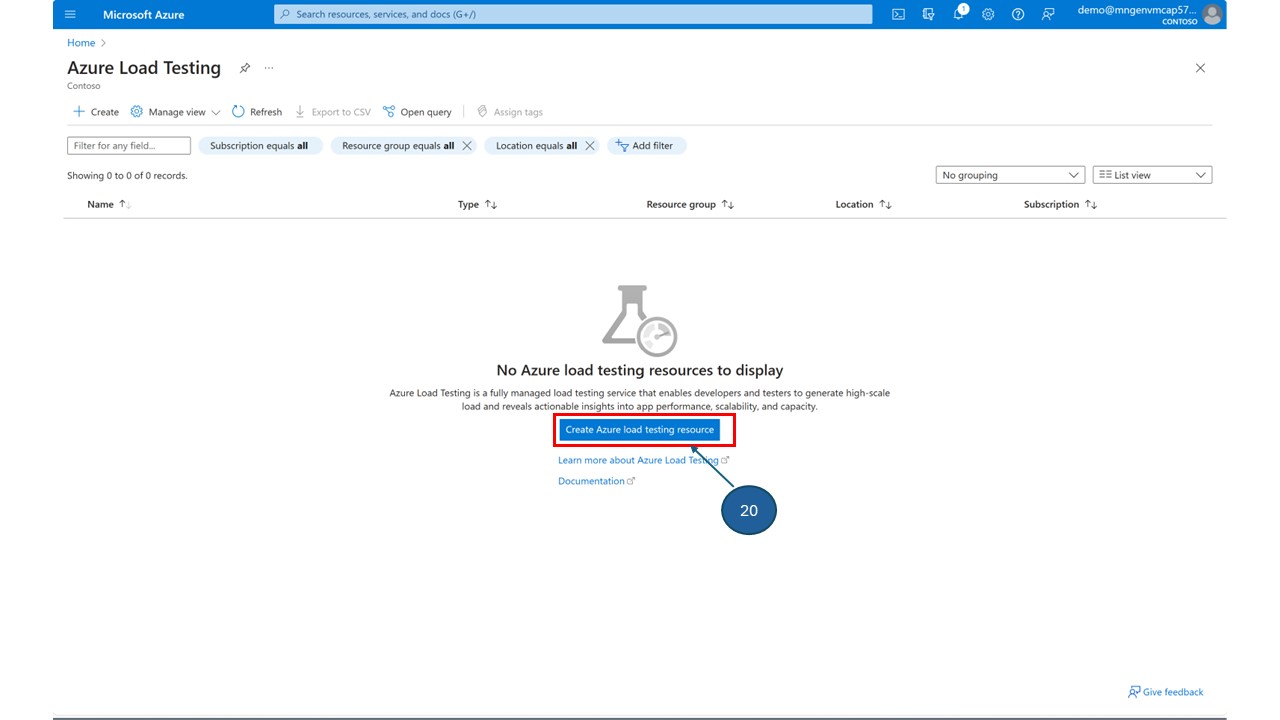 Microsoft Azure
Search resources, services, and docs (G+/)
1
demo@mngenvmcap57...
CONTOSO
Home
Azure Load Testing
...
Contoso
Create
Manage view
Refresh
Export to CSV
Open query
Assign tags
Filter for any field...
Subscription equals all
Resource group equals all
Location equals all
Add filter
Showing 0 to 0 of 0 records.
No grouping
List view
Name
Type
Resource group
Location
Subscription
No Azure load testing resources to display
Azure Load Testing is a fully managed load testing service that enables developers and testers to generate high-scale
load and reveals actionable insights into app performance, scalability, and capacity.
Create Azure load testing resource
Learn more about Azure Load Testing
Documentation
20
Give feedback